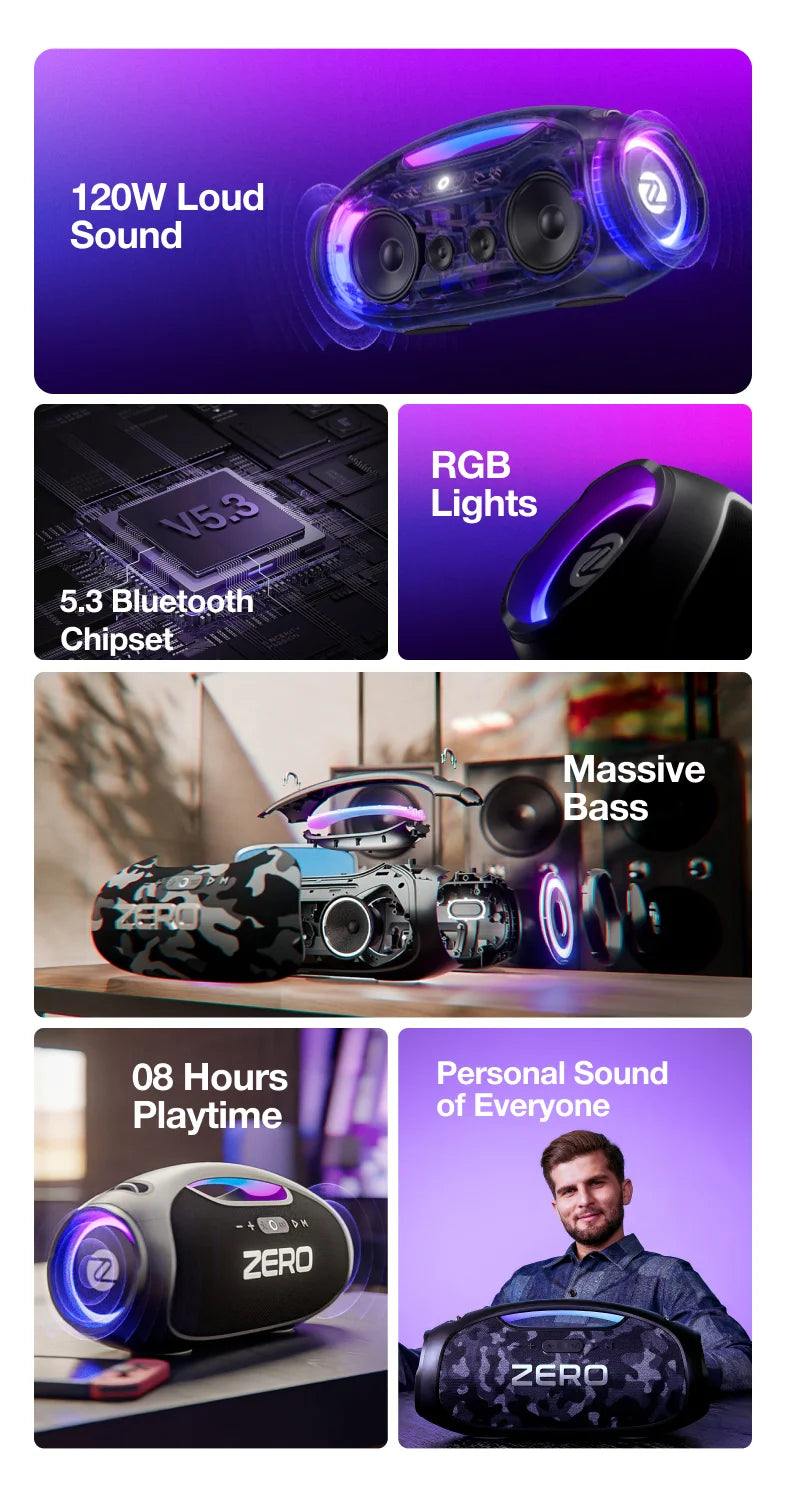 120W Loud
Sound
V5.3
5.3 Bluetooth
Chipset
RGB
Lights
Massive
Bass
ZERO
08 Hours
Playtime
ZERO
Personal Sound
of Everyone
ZERO